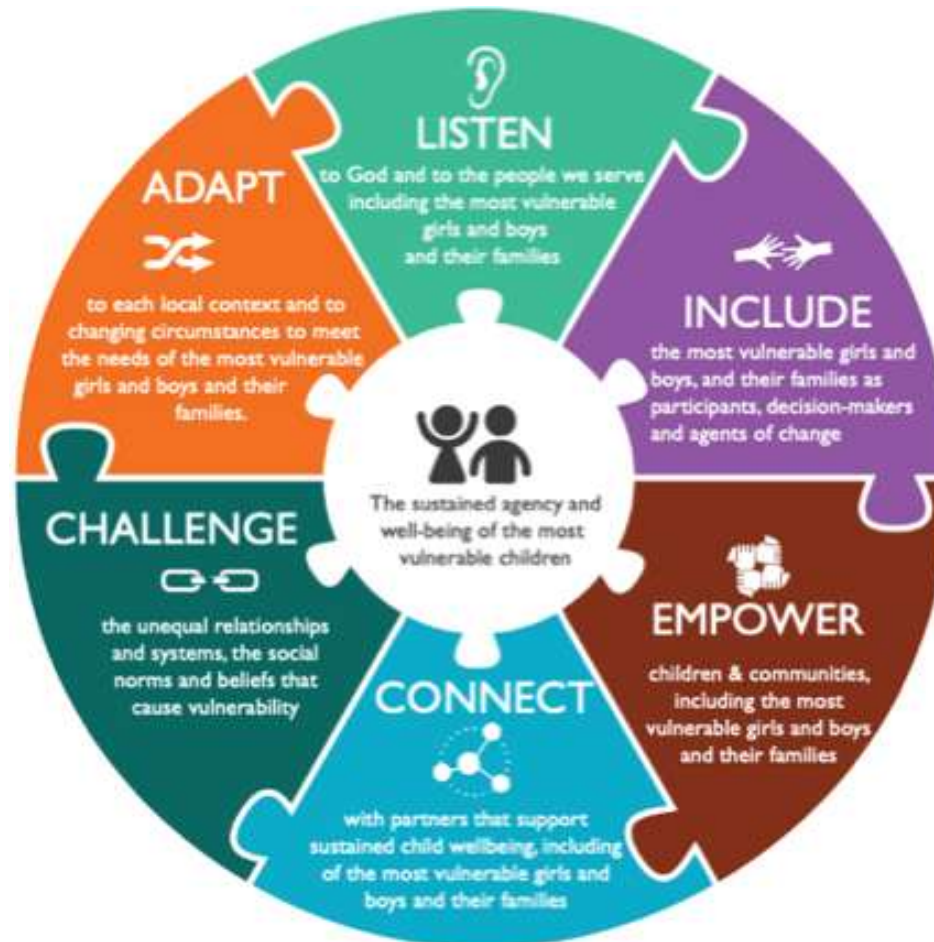 LISTEN
to God and to the people we serve
including the most vulnerable
girls and boys
and their families
INCLUDE
the most vulnerable girls and
boys, and their families as
participants, decision-makers
and agents of change
EMPOWER
children & communities,
including the most
vulnerable girls and boys
and their families
CONNECT
with partners that support
sustained child wellbeing, including
of the most vulnerable girls and
boys and their families
CHALLENGE
the unequal relationships
and systems, the social
norms and beliefs that
cause vulnerability
ADAPT
to each local context and to
changing circumstances to meet
the needs of the most vulnerable
girls and boys and their
families.
The sustained agency and
well-being of the most
vulnerable children